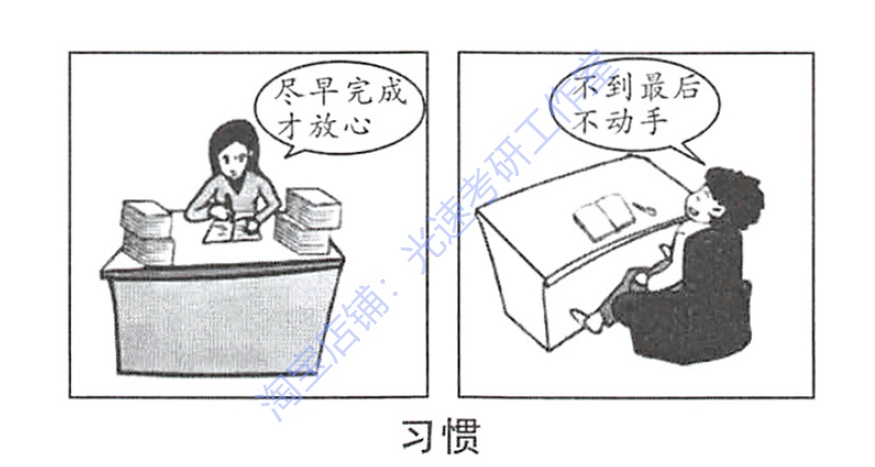 尽早完成
才放心
不到最后
不动手
淘宝店铺：光速考研工作室
习惯